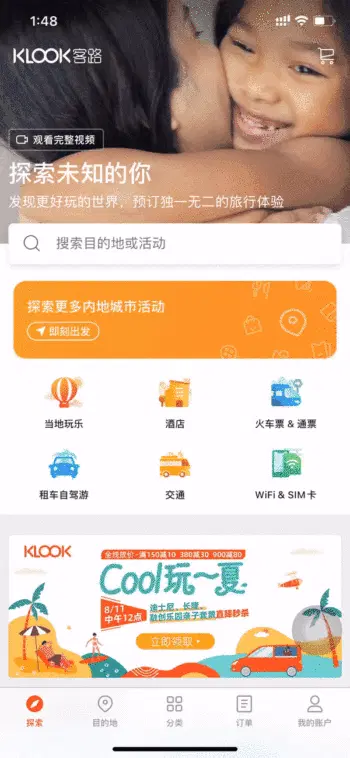 1:48
KLOOK客路
观看完整视频
探索未知的你
发现更好玩的世界，预订独一无二的旅行体验
搜索目的地或活动
探索更多内地城市活动
即刻出发
当地玩乐
酒店
火车票 & 通票
租车自驾游
交通
WiFi & SIM卡
KLOOK
全线放价·满150减10 380减30 900减80
Cool玩一夏
8/11
中午12点
迪士尼、长隆、
融创乐园亲子套票直接秒杀
立即领取
探索
目的地
分类
订单
我的账户